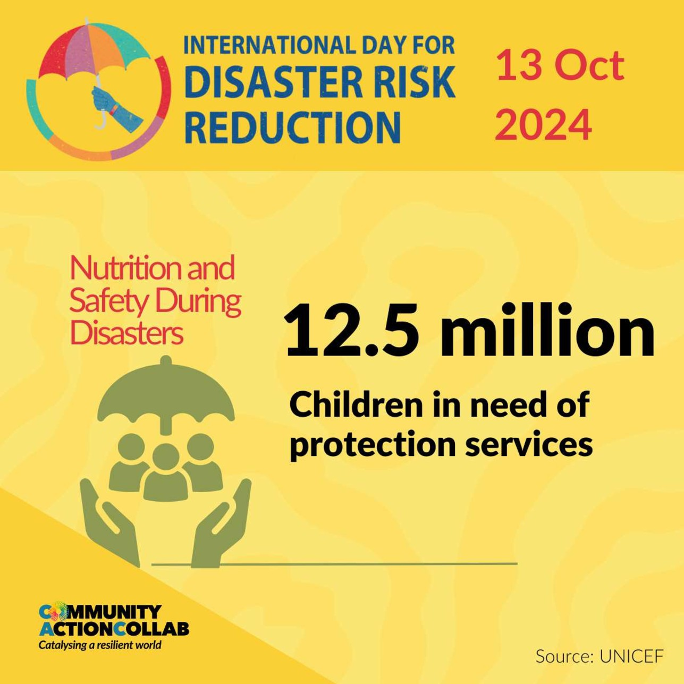 INTERNATIONAL DAY FOR
DISASTER RISK
REDUCTION
13 Oct
2024
Nutrition and
Safety During
Disasters
12.5 million
Children in need of
protection services
COMMUNITY
ACTIONCOLLAB
Catalysing a resilient world
Source: UNICEF